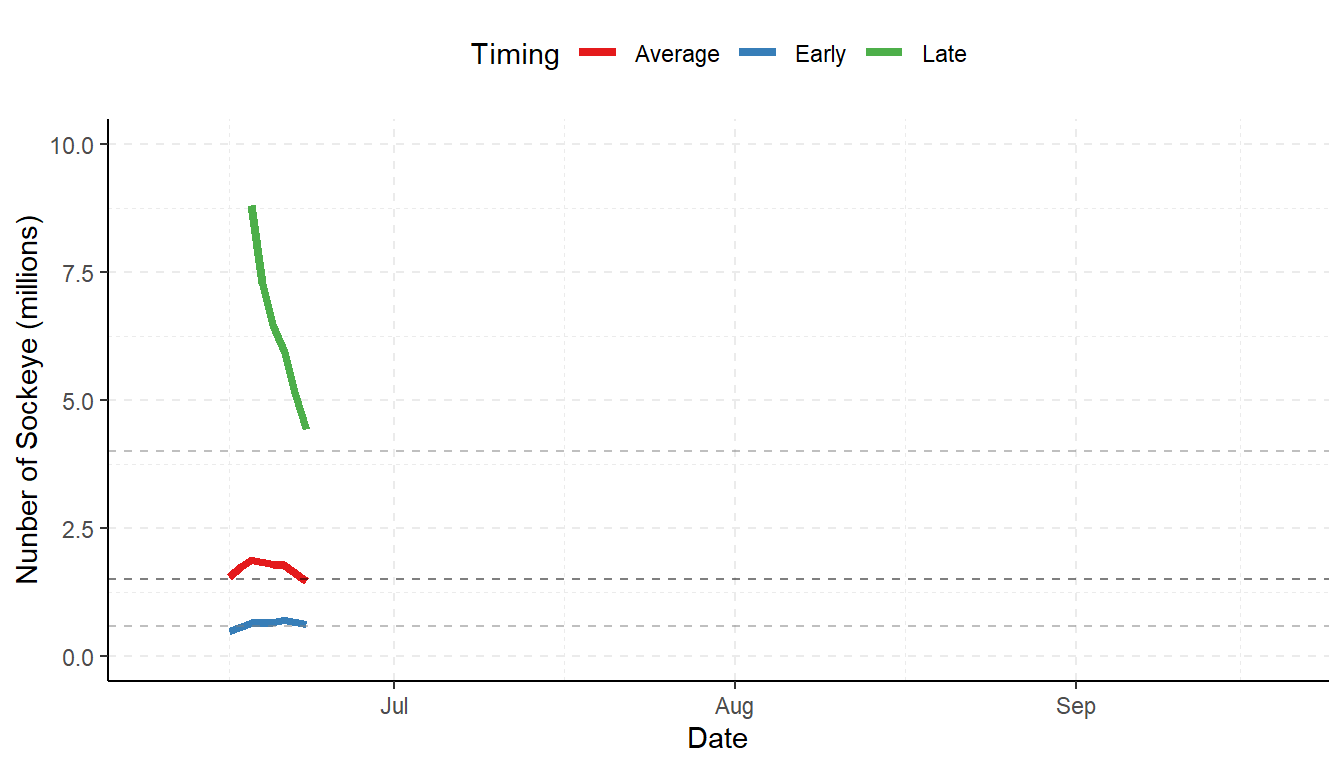 Timing Average Early Late
10.0
7.5
5.0
2.5
0.0
Nunber of Sockeye (millions)
Jul Aug Sep
Date